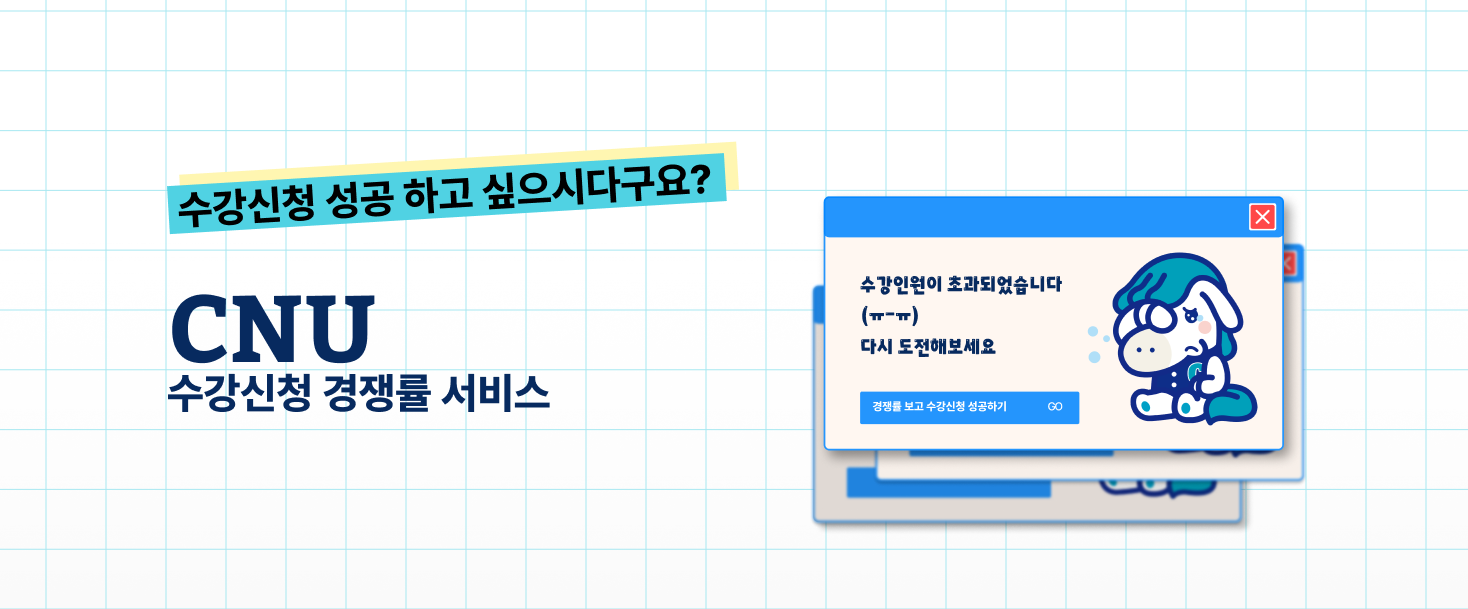 수강신청 성공 하고 싶으시다구요?
CNU
수강신청 경쟁률 서비스
수강인원이 초과되었습니다
(ㅠ-ㅠ)
다시 도전해보세요
경쟁률 보고 수강신청 성공하기 GO